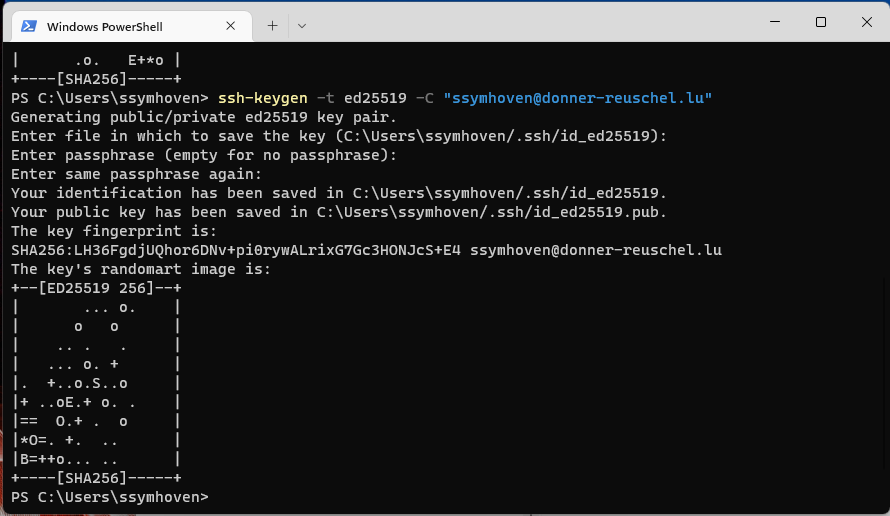 Windows PowerShell
|      .o.   E+*o |
+----[SHA256]-----+
PS C:\Users\ssymhoven> ssh-keygen -t ed25519 -C "ssymhoven@donner-reuschel.lu"
Generating public/private ed25519 key pair.
Enter file in which to save the key (C:\Users\ssymhoven/.ssh/id_ed25519):
Enter passphrase (empty for no passphrase):
Enter same passphrase again:
Your identification has been saved in C:\Users\ssymhoven/.ssh/id_ed25519.
Your public key has been saved in C:\Users\ssymhoven/.ssh/id_ed25519.pub.
The key fingerprint is:
SHA256:LH36FgdjUQhor6DNv+pi0rywALrixG7Gc3HONJcS+E4 ssymhoven@donner-reuschel.lu
The key's randomart image is:
+--[ED25519 256]--+
|       ... o.    |
|      o   o      |
|    .. .   .     |
|   ... o. +      |
|.  +..o.S..o     |
|+ ..oE.+ o. .    |
|==  O.+ .  o     |
|*O=. +.  ..      |
|B=++o... ..      |
+----[SHA256]-----+
PS C:\Users\ssymhoven>